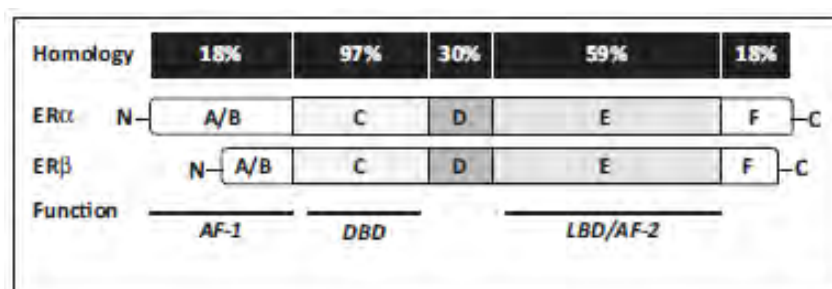 Homology 18% 97% 30% 59% 18%
ERα N A/B C D E F C
ERβ N A/B C D E F C
Function
AF-1 DBD LBD/AF-2